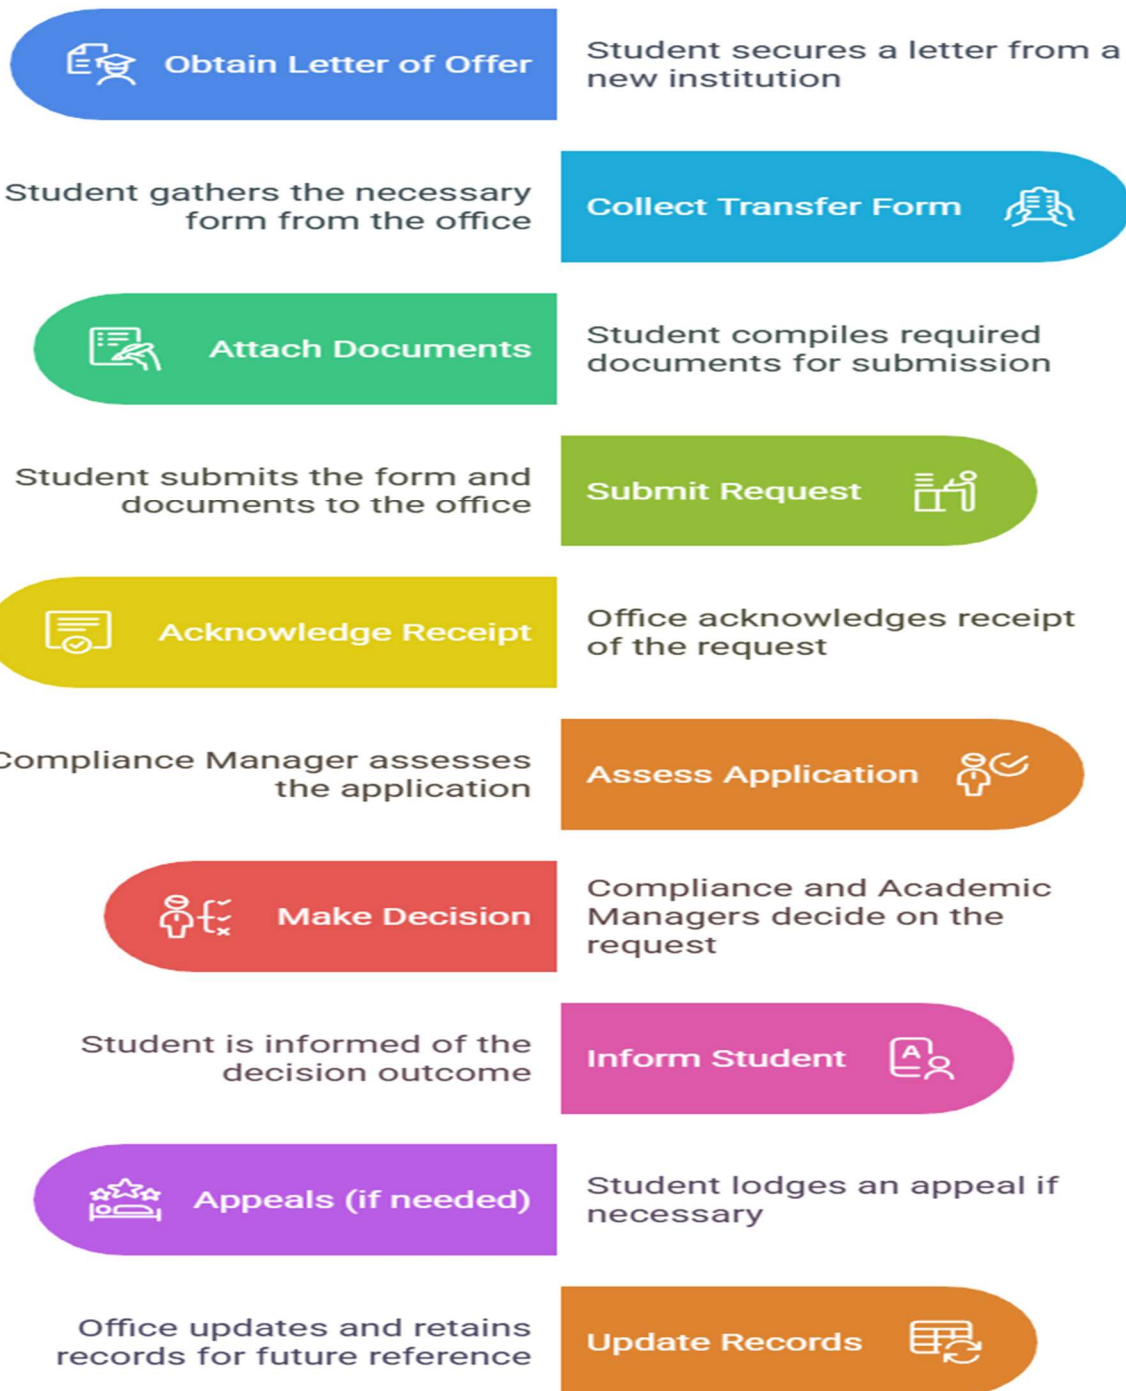 Obtain Letter of Offer
Student secures a letter from a
new institution
Student gathers the necessary
form from the office
Collect Transfer Form
Attach Documents
Student compiles required
documents for submission
Student submits the form and
documents to the office
Submit Request
Acknowledge Receipt
Office acknowledges receipt
of the request
Compliance Manager assesses
the application
Assess Application
Make Decision
Compliance and Academic
Managers decide on the
request
Student is informed of the
decision outcome
Inform Student
A
Appeals (if needed)
Student lodges an appeal if
necessary
Office updates and retains
records for future reference
Update Records